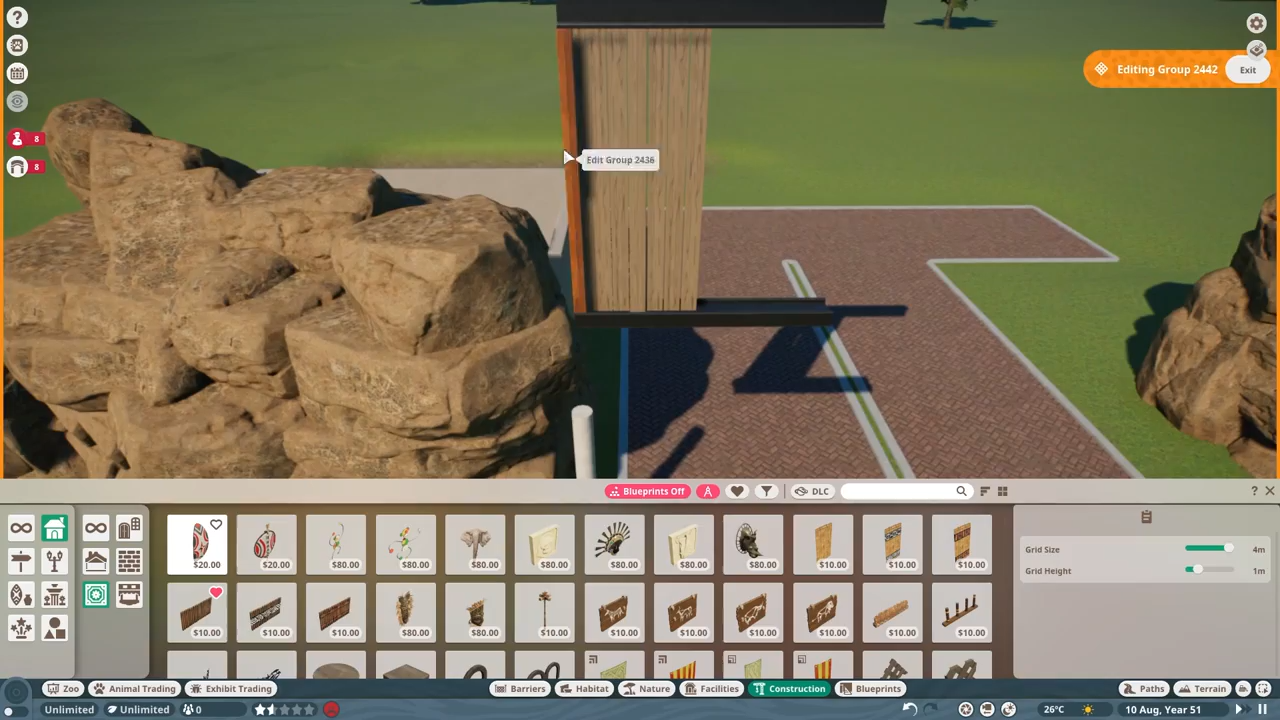 Editing Group 2442
Exit
8
8
Edit Group 2436
Blueprints Off
DLC
$20.00
$20.00
$80.00
$80.00
$80.00
$80.00
$80.00
$80.00
$80.00
$10.00
$10.00
$10.00
$10.00
$10.00
$10.00
$80.00
$80.00
$10.00
$10.00
$10.00
$10.00
$10.00
$10.00
$10.00
Grid Size
4m
Grid Height
1m
Zoo
Animal Trading
Exhibit Trading
Barriers
Habitat
Nature
Facilities
Construction
Blueprints
Paths
Terrain
Unlimited
Unlimited
0
26°C
10 Aug, Year 51